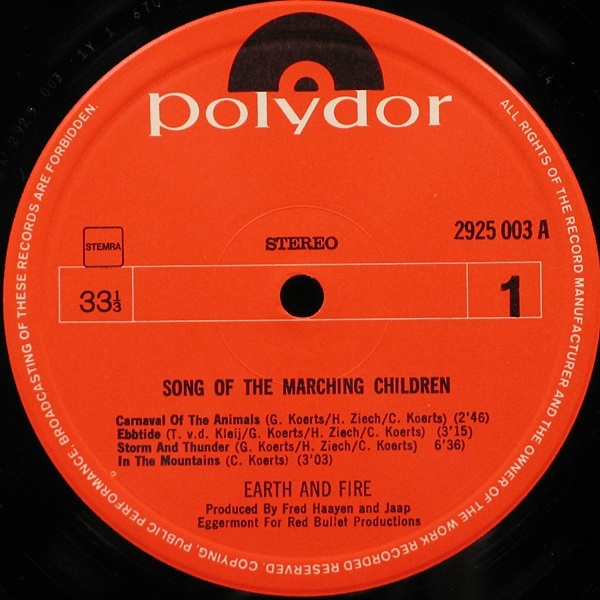 polydor
ALL RIGHTS OF THE RECORD MANUFACTURER AND THE OWNER OF THE WORK RECORDED RESERVED. COPYING, PUBLIC PERFORMANCE, BROADCASTING OF THESE RECORDS ARE FORBIDDEN.
STEMRA
STEREO
2925 003 A
33⅓
1
SONG OF THE MARCHING CHILDREN
Carnaval Of The Animals (G. Koerts/H. Ziech/C. Koerts) (2'46)
Ebbtide (T. v.d. Kleij/G. Koerts/H. Ziech/C. Koerts) (3'15)
Storm And Thunder (G. Koerts/H. Ziech/C. Koerts) 6'36)
In The Mountains (C. Koerts) (3'03)
EARTH AND FIRE
Produced By Fred Haayen and Jaap
Eggermont For Red Bullet Productions